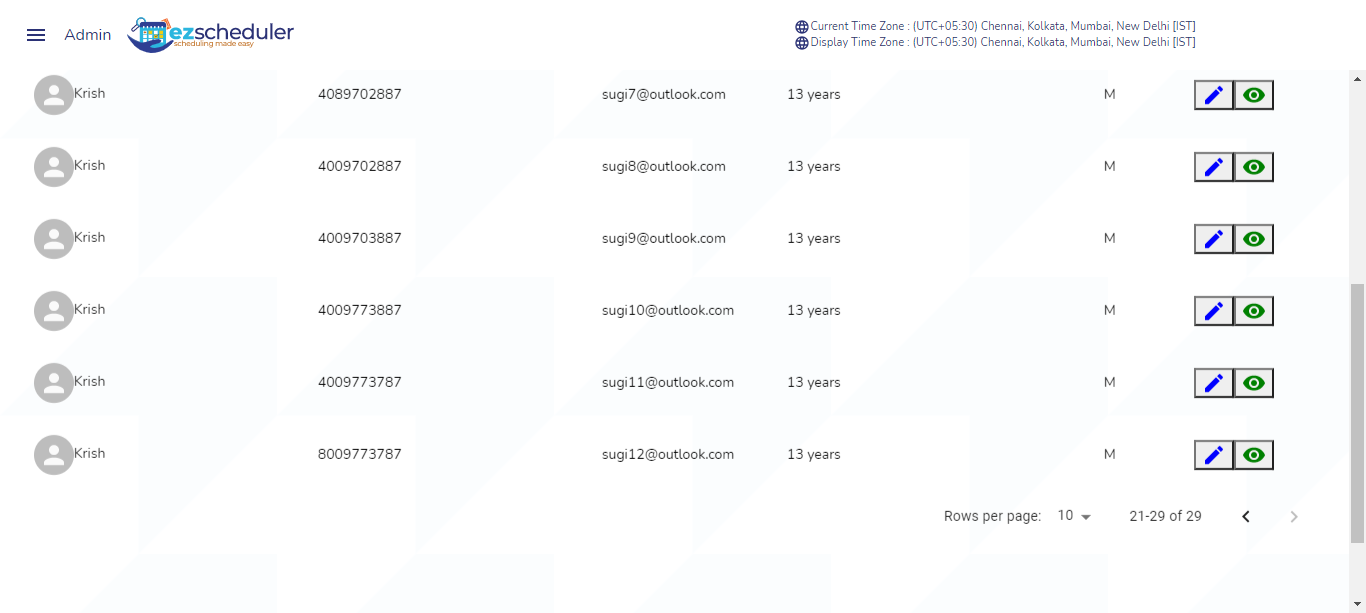 Admin
ezscheduler
scheduling made easy
Current Time Zone : (UTC+05:30) Chennai, Kolkata, Mumbai, New Delhi [IST]
Display Time Zone : (UTC+05:30) Chennai, Kolkata, Mumbai, New Delhi [IST]
Krish 4089702887 sugi7@outlook.com 13 years M
Krish 4009702887 sugi8@outlook.com 13 years M
Krish 4009703887 sugi9@outlook.com 13 years M
Krish 4009773887 sugi10@outlook.com 13 years M
Krish 4009773787 sugi11@outlook.com 13 years M
Krish 8009773787 sugi12@outlook.com 13 years M
Rows per page: 10 21-29 of 29